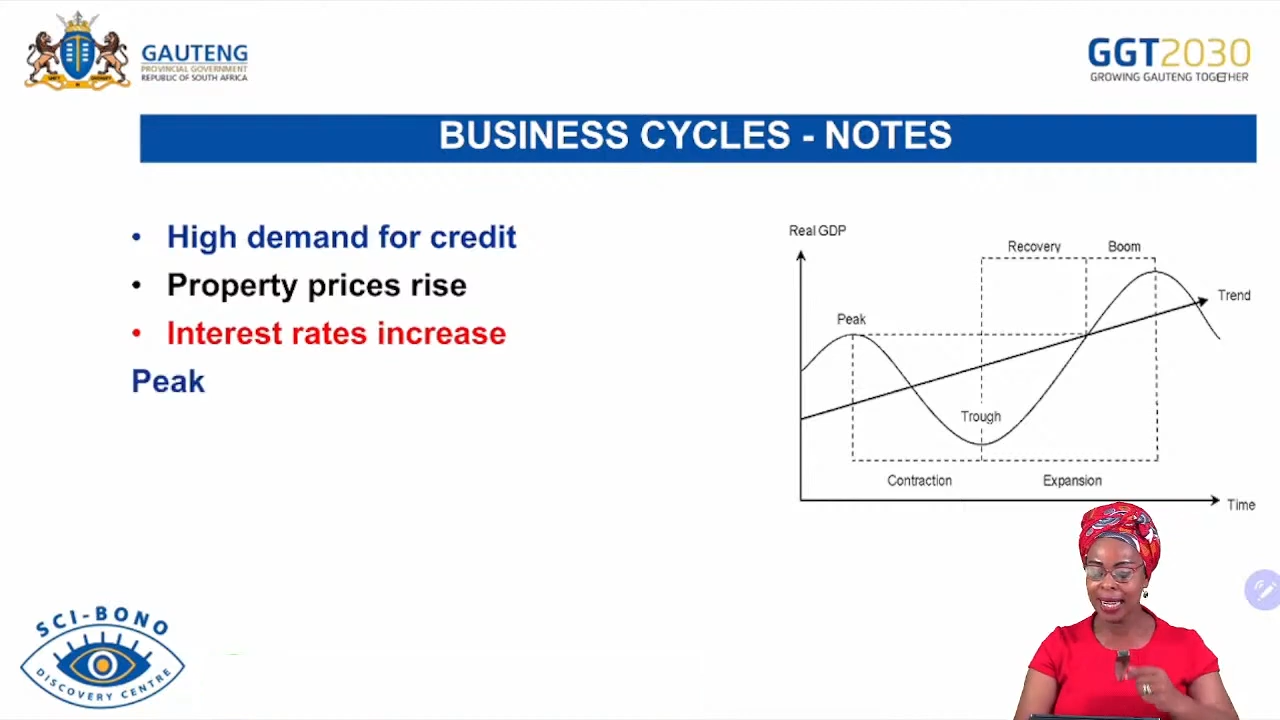 GAUTENG
PROVINCIAL GOVERNMENT
REPUBLIC OF SOUTH AFRICA
GGT2030
GROWING GAUTENG TOGETHER
BUSINESS CYCLES - NOTES
• High demand for credit
• Property prices rise
• Interest rates increase
Peak
Real GDP
Recovery
Boom
Trend
Peak
Trough
Contraction
Expansion
Time
SCI-BONO
DISCOVERY CENTRE